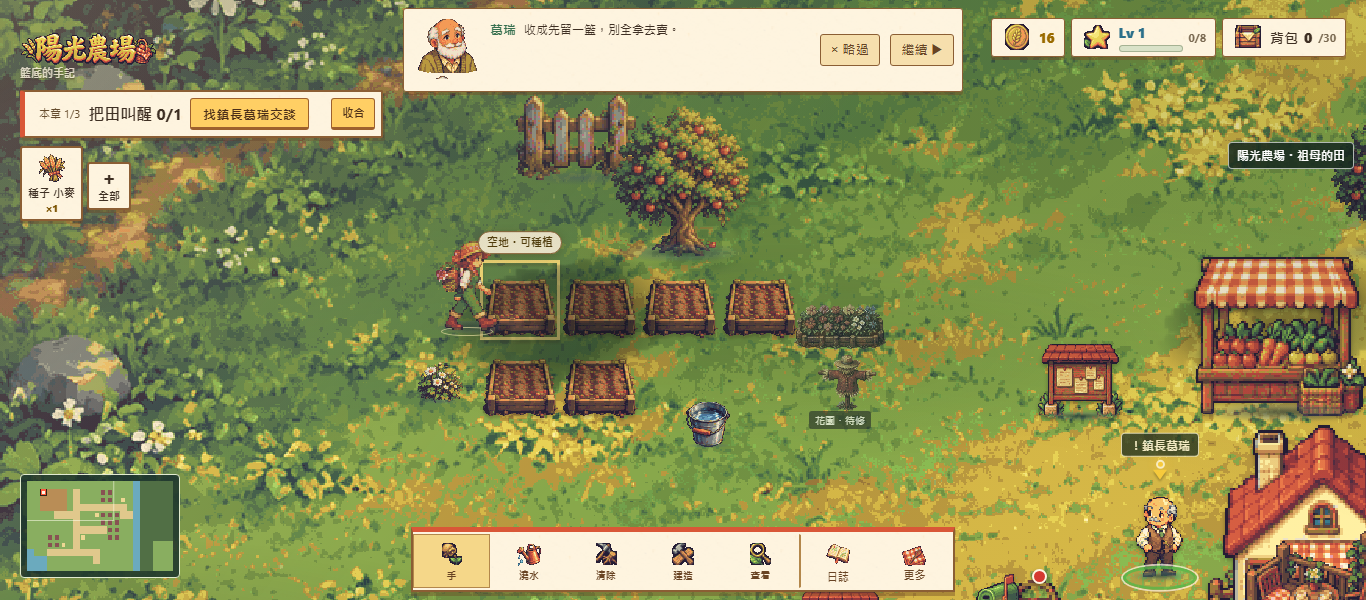 陽光農場
籃底的手記
本章 1/3 把田叫醒 0/1 找鎮長葛瑞交談 收合
種子 小麥
×1
+
全部
葛瑞 收成先留一籃，別全拿去賣。
× 略過 繼續 ▶
16
Lv 1 0/8
背包 0 /30
陽光農場・祖母的田
空地・可種植
花圃・待修
! 鎮長葛瑞
手
澆水
清除
建造
查看
日誌
更多